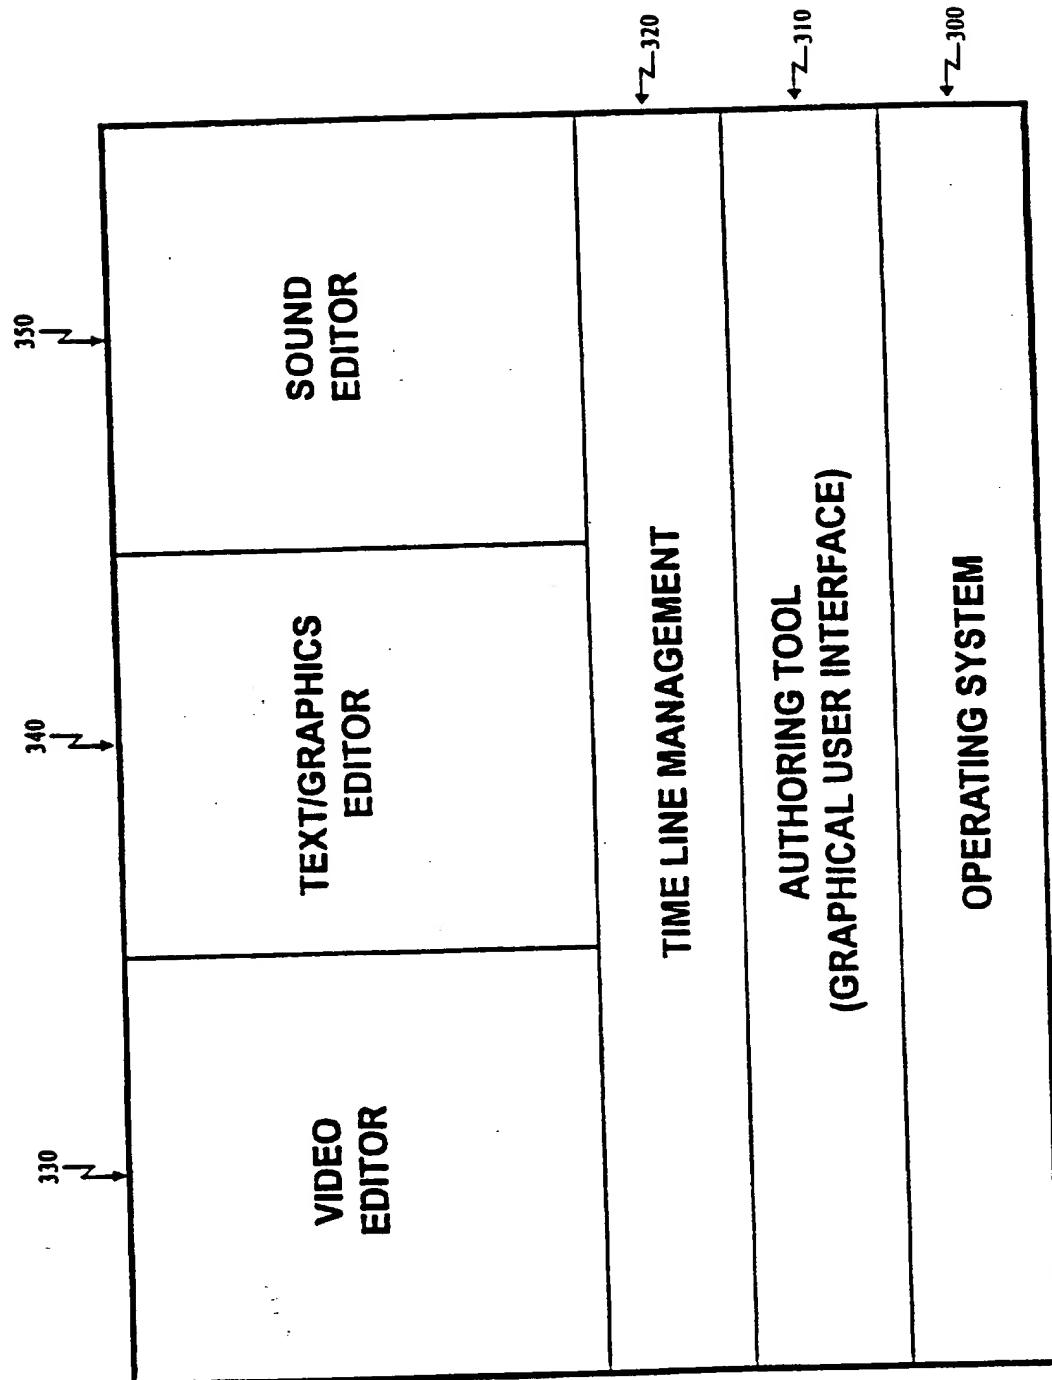 330
340
350
VIDEO
EDITOR
TEXT/GRAPHICS
EDITOR
SOUND
EDITOR
TIME LINE MANAGEMENT
320
AUTHORING TOOL
(GRAPHICAL USER INTERFACE)
310
OPERATING SYSTEM
300